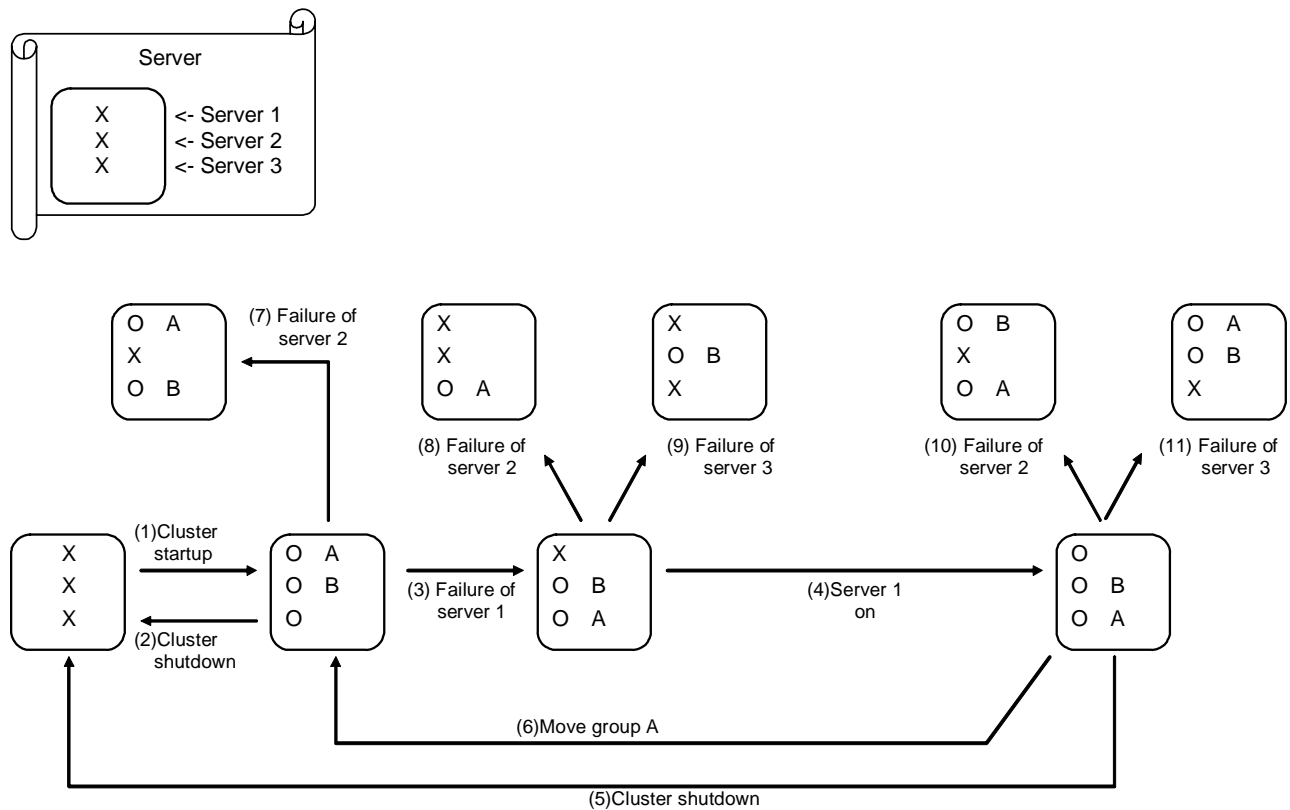 Server
X <- Server 1
X <- Server 2
X <- Server 3
O A
X
O B
(7) Failure of
server 2
X
X
O A
X
O B
X
O B
X
O A
O A
O B
X
(8) Failure of
server 2
(9) Failure of
server 3
(10) Failure of
server 2
(11) Failure of
server 3
X
X
X
(1)Cluster
startup
(2)Cluster
shutdown
O A
O B
O
(3) Failure of
server 1
X
O B
O A
(4)Server 1
on
O
O B
O A
(6)Move group A
(5)Cluster shutdown